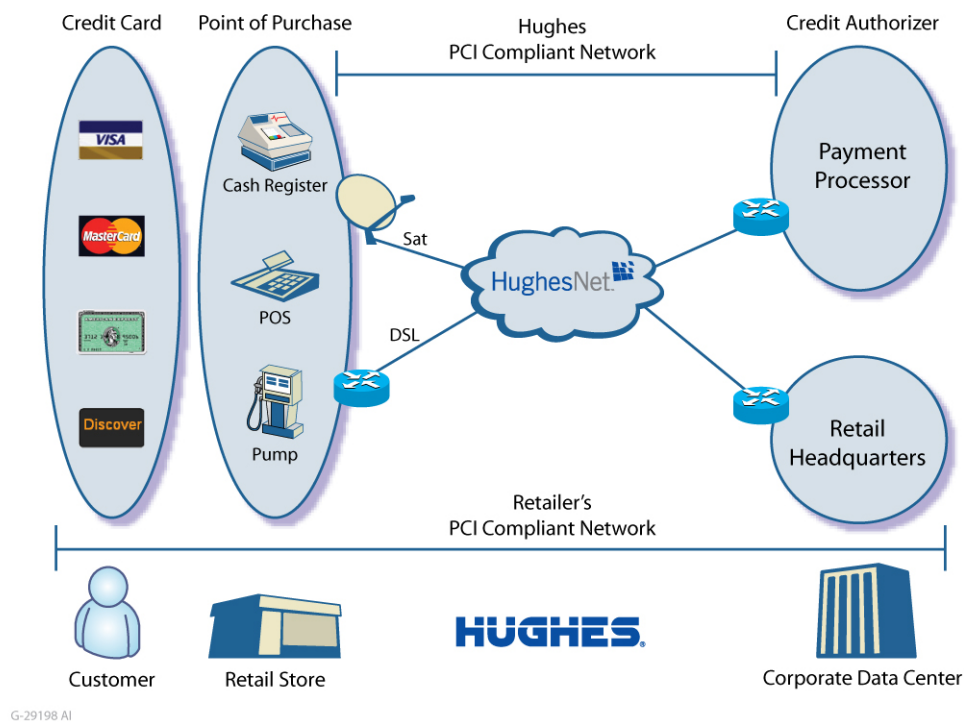 Credit Card
Point of Purchase
Hughes
PCI Compliant Network
Credit Authorizer
VISA
Cash Register
Payment
Processor
MasterCard
Sat
HughesNet.
POS
DSL
AMERICAN EXPRESS
Discover
Pump
Retail
Headquarters
Retailer's
PCI Compliant Network
HUGHES®
Customer
Retail Store
Corporate Data Center
G-29198 AI